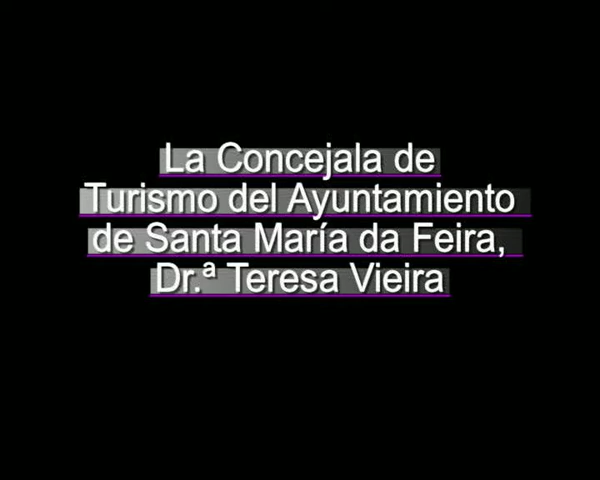 La Concejala de
Turismo del Ayuntamiento
de Santa María da Feira,
Dr.ª Teresa Vieira